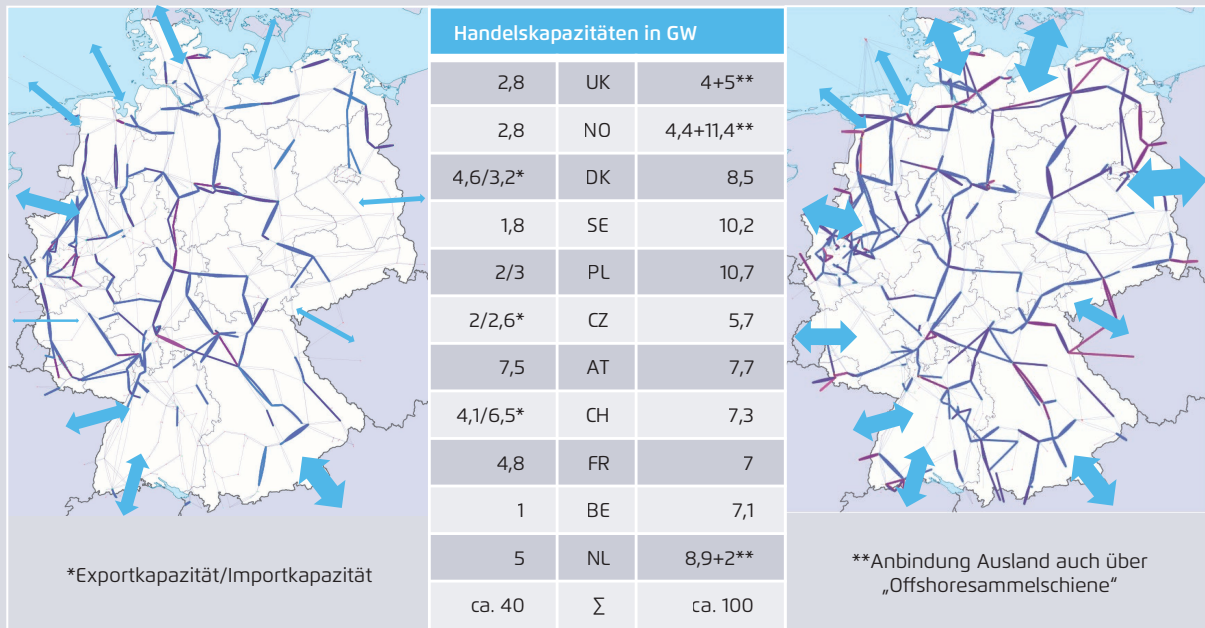 Handelskapazitäten in GW
2,8 UK 4+5**
2,8 NO 4,4+11,4**
4,6/3,2* DK 8,5
1,8 SE 10,2
2/3 PL 10,7
2/2,6* CZ 5,7
7,5 AT 7,7
4,1/6,5* CH 7,3
4,8 FR 7
1 BE 7,1
5 NL 8,9+2**
ca. 40 Σ ca. 100
*Exportkapazität/Importkapazität
**Anbindung Ausland auch über
„Offshoresammelschiene“